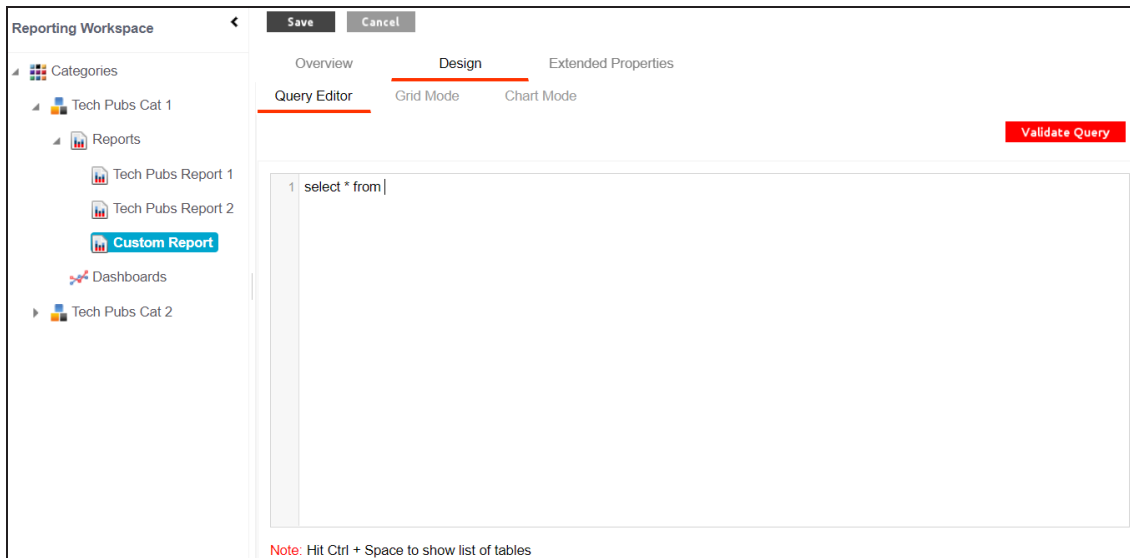 Reporting Workspace
Save Cancel
Categories
Tech Pubs Cat 1
Reports
Tech Pubs Report 1
Tech Pubs Report 2
Custom Report
Dashboards
Tech Pubs Cat 2
Overview Design Extended Properties
Query Editor Grid Mode Chart Mode
Validate Query
1 select * from
Note: Hit Ctrl + Space to show list of tables